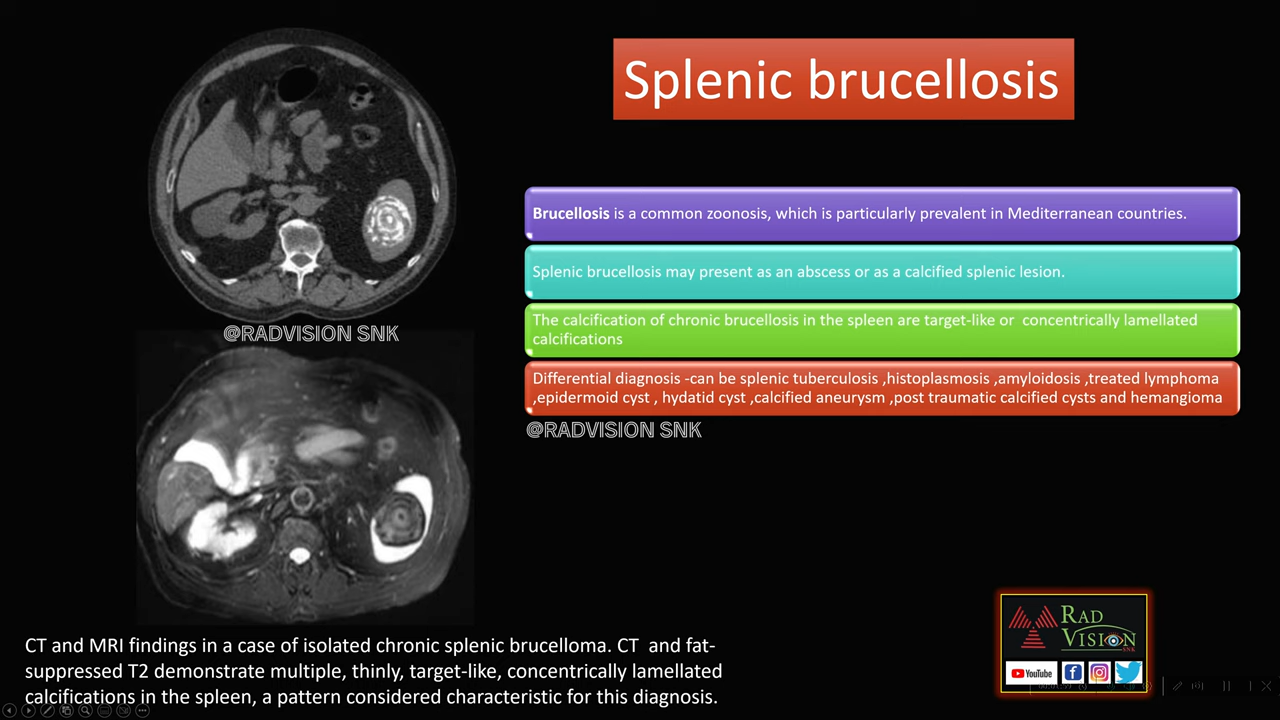 Splenic brucellosis
Brucellosis is a common zoonosis, which is particularly prevalent in Mediterranean countries.
Splenic brucellosis may present as an abscess or as a calcified splenic lesion.
The calcification of chronic brucellosis in the spleen are target-like or concentrically lamellated
calcifications
Differential diagnosis -can be splenic tuberculosis ,histoplasmosis ,amyloidosis ,treated lymphoma
,epidermoid cyst , hydatid cyst ,calcified aneurysm ,post traumatic calcified cysts and hemangioma
@RADVISION SNK
@RADVISION SNK
CT and MRI findings in a case of isolated chronic splenic brucelloma. CT and fat-
suppressed T2 demonstrate multiple, thinly, target-like, concentrically lamellated
calcifications in the spleen, a pattern considered characteristic for this diagnosis.
RAD
VISION
SNK
YouTube